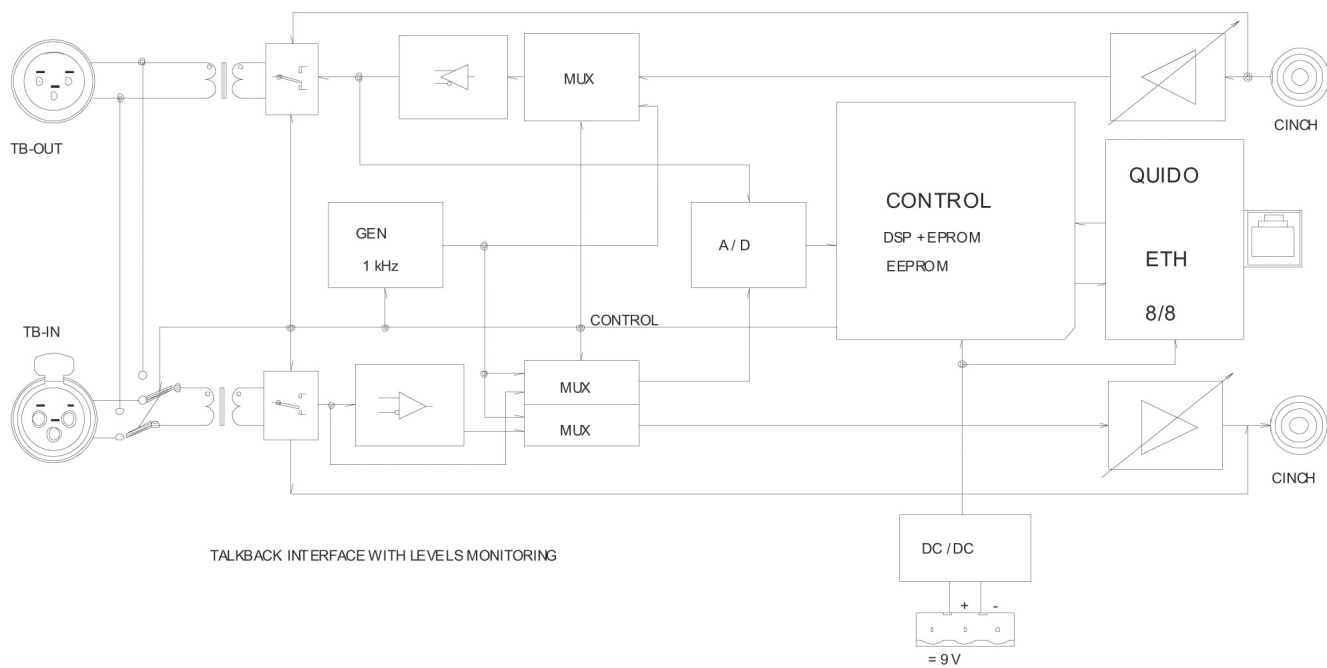 MUX
TB-OUT
CINCH
QUIDO
CONTROL
GEN
A / D
DSP + EPROM
1 kHz
EEPROM
ETH
TB-IN
CONTROL
8/8
MUX
MUX
CINCH
TALKBACK INTERFACE WITH LEVELS MONITORING
DC / DC
+ -
= 9 V